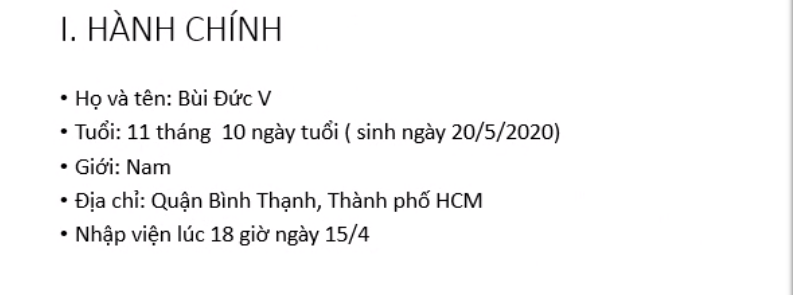 I. HÀNH CHÍNH
• Họ và tên: Bùi Đức V
• Tuổi: 11 tháng  10 ngày tuổi ( sinh ngày 20/5/2020)
• Giới: Nam
• Địa chỉ: Quận Bình Thạnh, Thành phố HCM
• Nhập viện lúc 18 giờ ngày 15/4